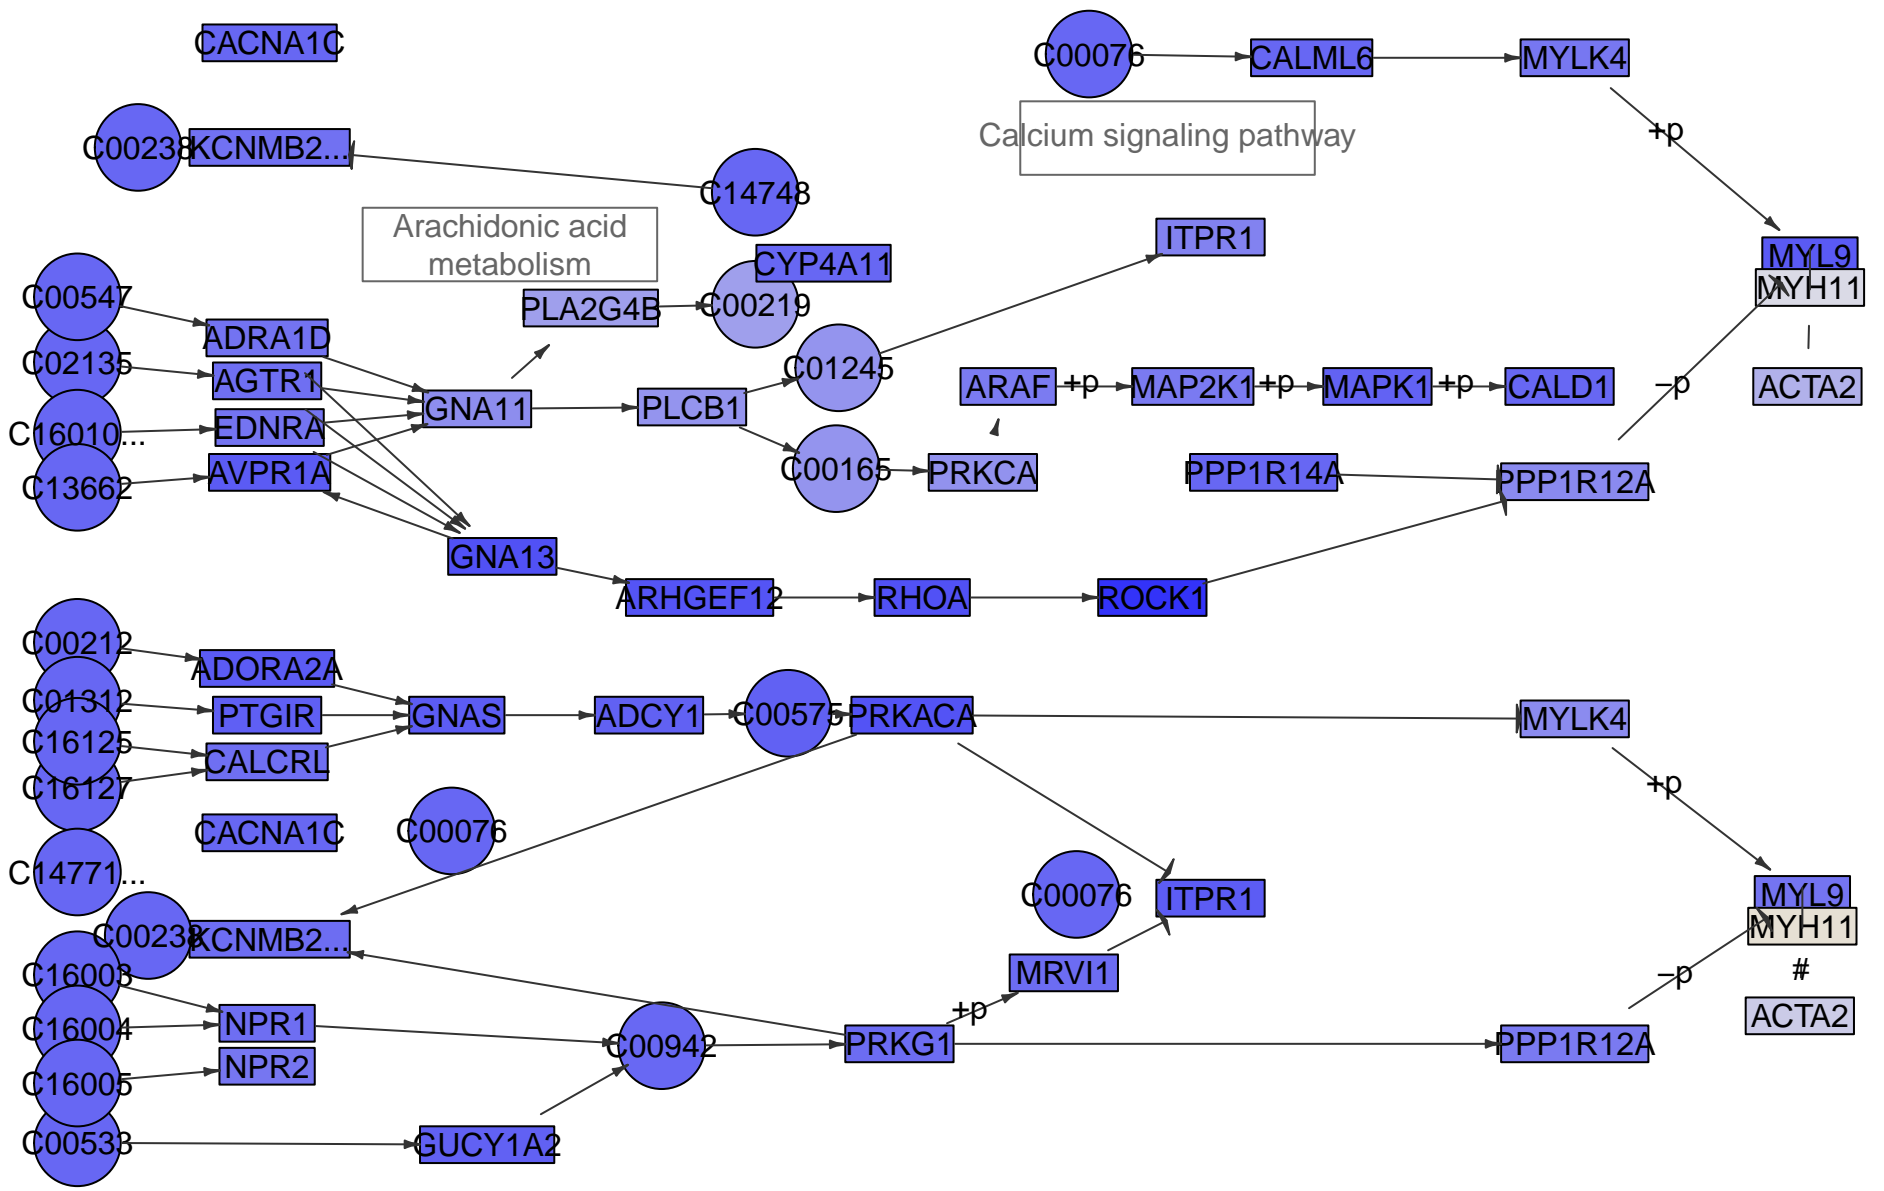 CACNA1C
C00076
CALML6
MYLK4
+p
Calcium signaling pathway
C00238
KCNMB2...
C14748
Arachidonic acid
metabolism
ITPR1
CYP4A11
MYL9
MYH11
C00547
PLA2G4B
C00219
ADRA1D
C02135
AGTR1
C01245
ARAF
+p
MAP2K1
+p
MAPK1
+p
CALD1
–p
ACTA2
GNA11
PLCB1
C16010...
EDNRA
C13662
AVPR1A
C00165
PRKCA
PPP1R14A
PPP1R12A
GNA13
ARHGEF12
RHOA
ROCK1
C00212
ADORA2A
C01312
PTGIR
GNAS
ADCY1
C00575
PRKACA
MYLK4
C16125
CALCRL
C16127
+p
CACNA1C
C00076
C14771...
C00076
ITPR1
MYL9
MYH11
C00238
KCNMB2...
C16003
MRVI1
–p
#
+p
ACTA2
C16004
NPR1
C00942
PRKG1
PPP1R12A
C16005
NPR2
C00533
GUCY1A2